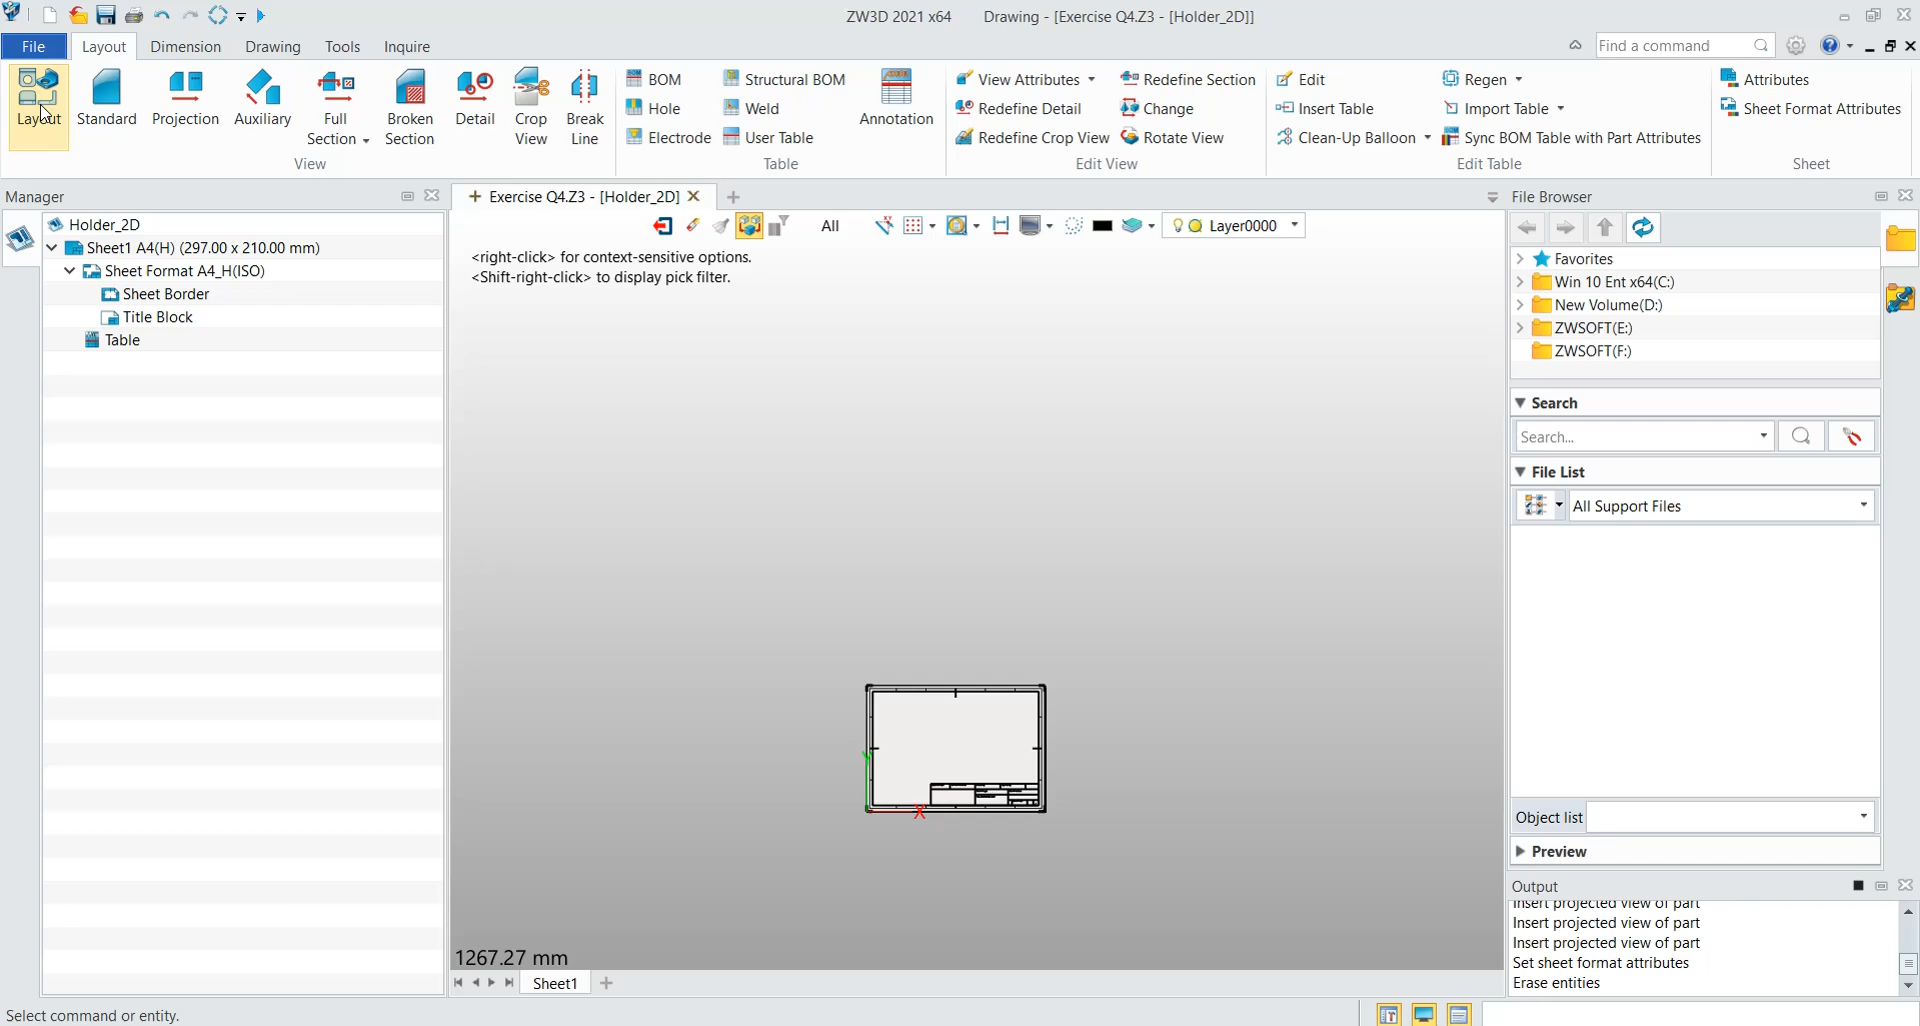 ZW3D 2021 x64 Drawing - [Exercise Q4.Z3 - [Holder_2D]]
File Layout Dimension Drawing Tools Inquire Find a command
Layout Standard Projection Auxiliary Full Section Broken Section Detail Crop View Break Line
View
BOM Structural BOM
Hole Weld
Electrode User Table
Annotation
Table
View Attributes Redefine Section
Redefine Detail Change
Redefine Crop View Rotate View
Edit View
Edit Regen
Insert Table Import Table
Clean-Up Balloon Sync BOM Table with Part Attributes
Edit Table
Attributes
Sheet Format Attributes
Sheet
Manager
Holder_2D
Sheet1 A4(H) (297.00 x 210.00 mm)
Sheet Format A4_H(ISO)
Sheet Border
Title Block
Table
Exercise Q4.Z3 - [Holder_2D]
All Layer0000
<right-click> for context-sensitive options.
<Shift-right-click> to display pick filter.
X
1267.27 mm
Sheet1
File Browser
Favorites
Win 10 Ent x64(C:)
New Volume(D:)
ZWSOFT(E:)
ZWSOFT(F:)
Search
Search...
File List
All Support Files
Object list
Preview
Output
Insert projected view of part
Insert projected view of part
Insert projected view of part
Set sheet format attributes
Erase entities
Select command or entity.